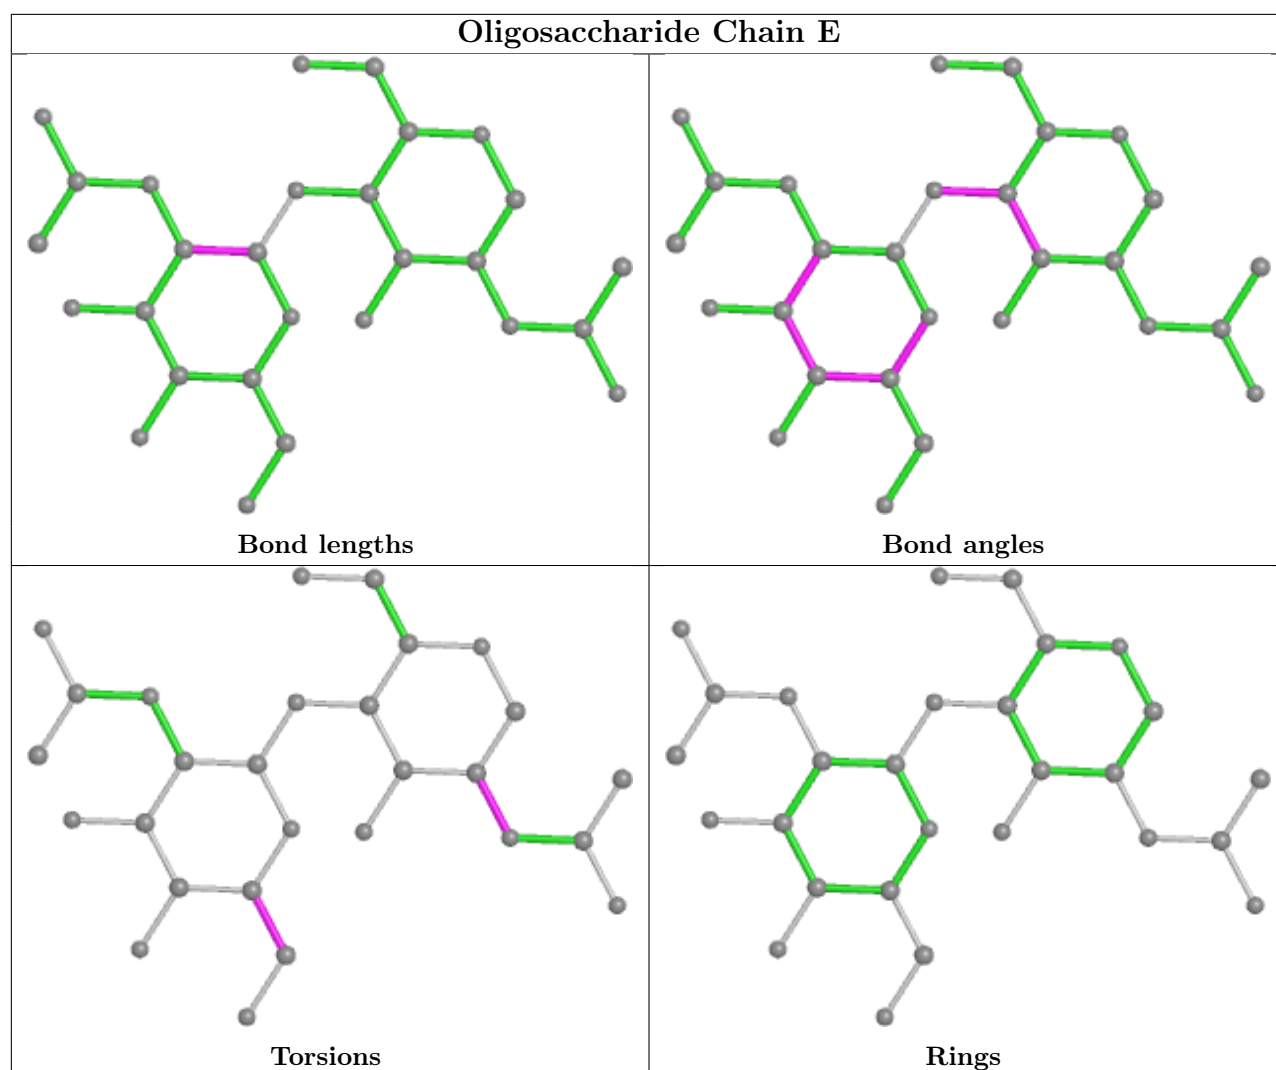 Oligosaccharide Chain E
Bond lengths
Bond angles
Torsions
Rings